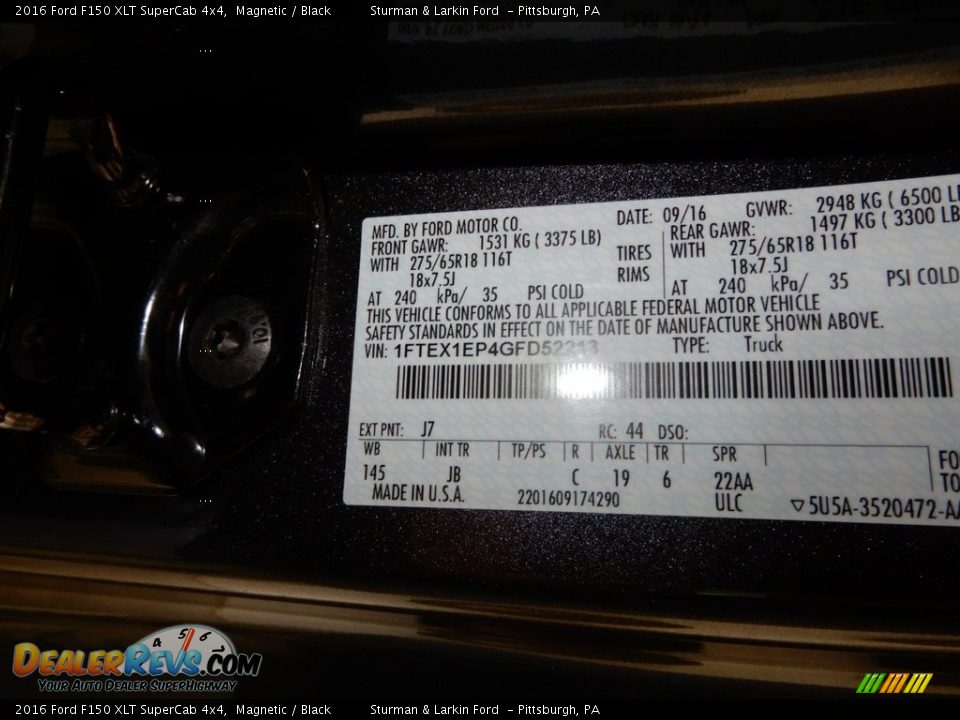 2016 Ford F150 XLT SuperCab 4x4, Magnetic / Black Sturman & Larkin Ford - Pittsburgh, PA
MFD. BY FORD MOTOR CO. DATE: 09/16 GVWR: 2948 KG ( 6500 LB
FRONT GAWR: 1531 KG ( 3375 LB) REAR GAWR: 1497 KG ( 3300 LB
WITH 275/65R18 116T TIRES WITH 275/65R18 116T
18x7.5J RIMS 18x7.5J
AT 240 kPa/ 35 PSI COLD AT 240 kPa/ 35 PSI COLD
THIS VEHICLE CONFORMS TO ALL APPLICABLE FEDERAL MOTOR VEHICLE
SAFETY STANDARDS IN EFFECT ON THE DATE OF MANUFACTURE SHOWN ABOVE.
VIN: 1FTEX1EP4GFD52213 TYPE: Truck
EXT PNT: J7 RC: 44 DSO:
WB INT TR TP/PS R AXLE TR SPR
145 JB C 19 6 22AA
MADE IN U.S.A. 2201609174290 ULC ▽5U5A-3520472-AA
FO
TO
4 5 6
DealerRevs.com
Your Auto Dealer SuperHighway
2016 Ford F150 XLT SuperCab 4x4, Magnetic / Black Sturman & Larkin Ford - Pittsburgh, PA